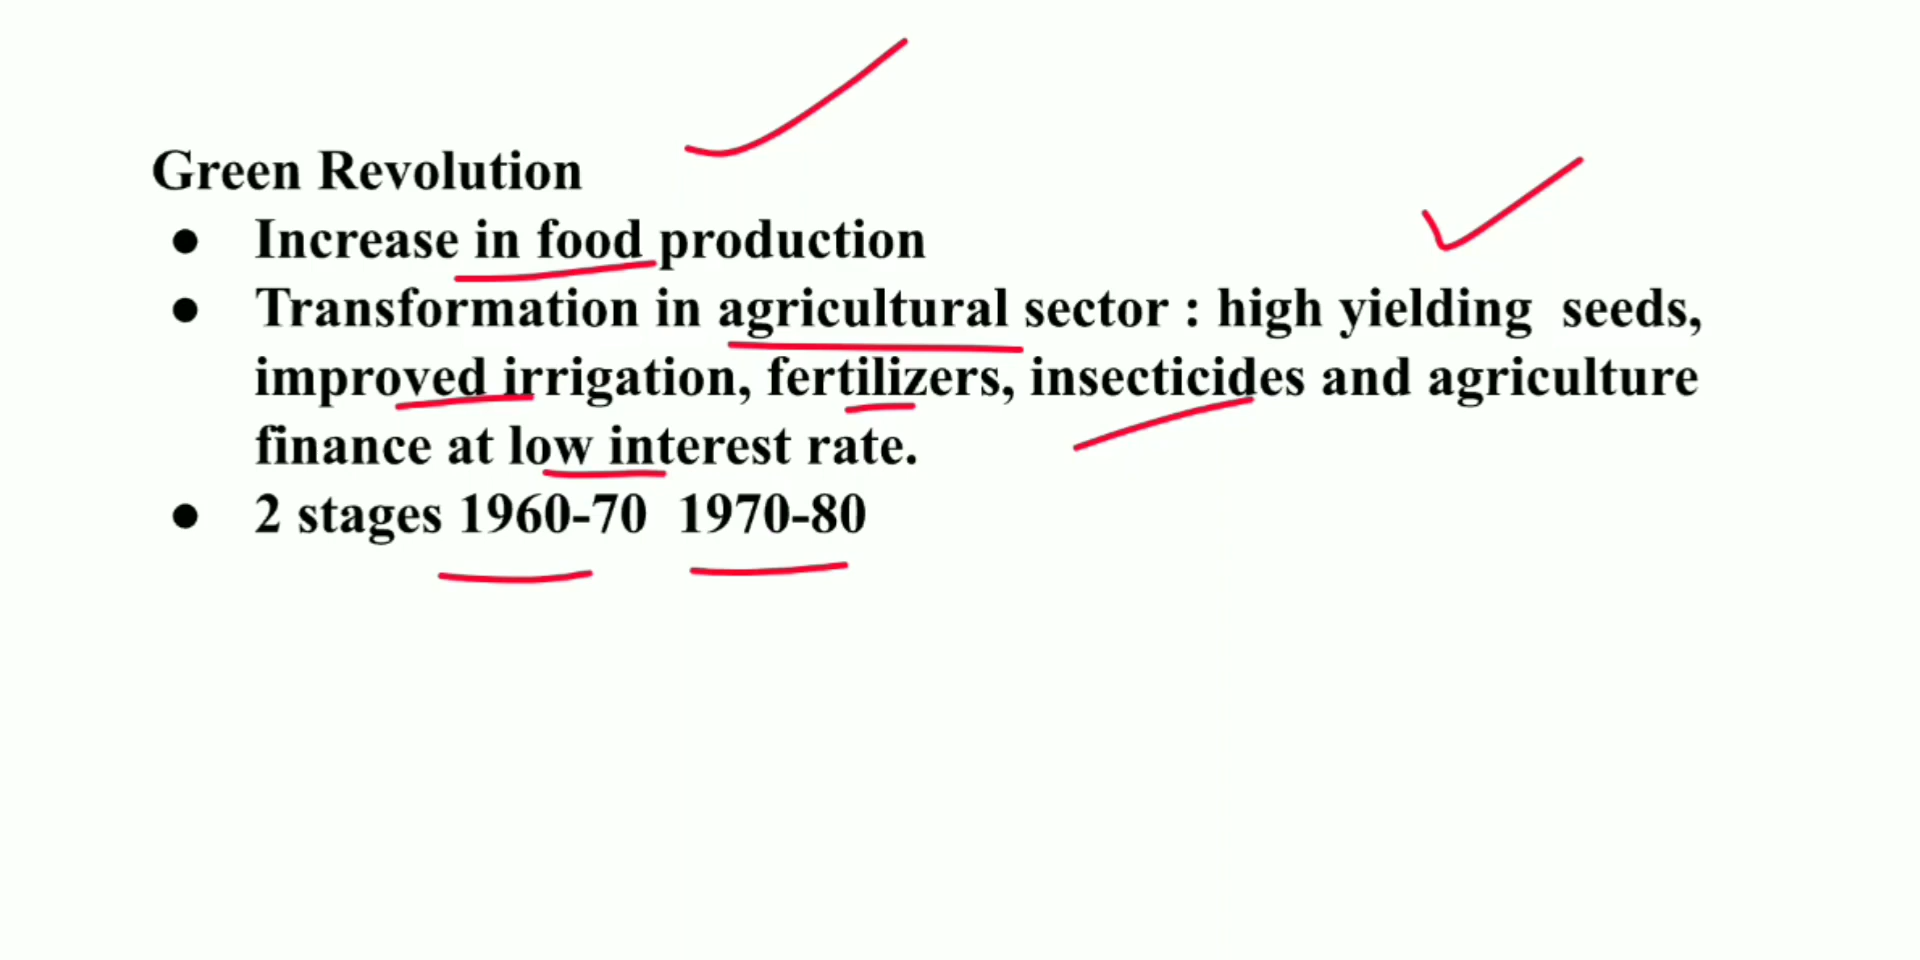 Green Revolution
● Increase in food production
● Transformation in agricultural sector : high yielding seeds,
improved irrigation, fertilizers, insecticides and agriculture
finance at low interest rate.
● 2 stages 1960-70 1970-80